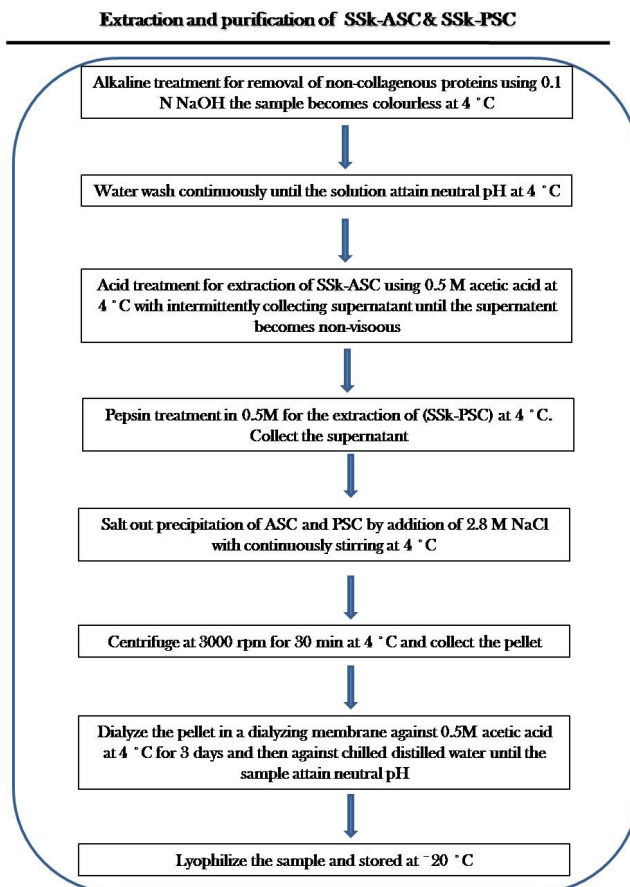 Extraction and purification of SSk-ASC & SSk-PSC
Alkaline treatment for removal of non-collagenous proteins using 0.1
N NaOH the sample becomes colourless at 4 °C
Water wash continuously until the solution attain neutral pH at 4 °C
Acid treatment for extraction of SSk-ASC using 0.5 M acetic acid at
4 °C with intermittently collecting supernatant until the supernatent
becomes non-visoous
Pepsin treatment in 0.5M for the extraction of (SSk-PSC) at 4 °C.
Collect the supernatant
Salt out precipitation of ASC and PSC by addition of 2.8 M NaCl
with continuously stirring at 4 °C
Centrifuge at 3000 rpm for 30 min at 4 °C and collect the pellet
Dialyze the pellet in a dialyzing membrane against 0.5M acetic acid
at 4 °C for 3 days and then against chilled distilled water until the
sample attain neutral pH
Lyophilize the sample and stored at ⁻20 °C